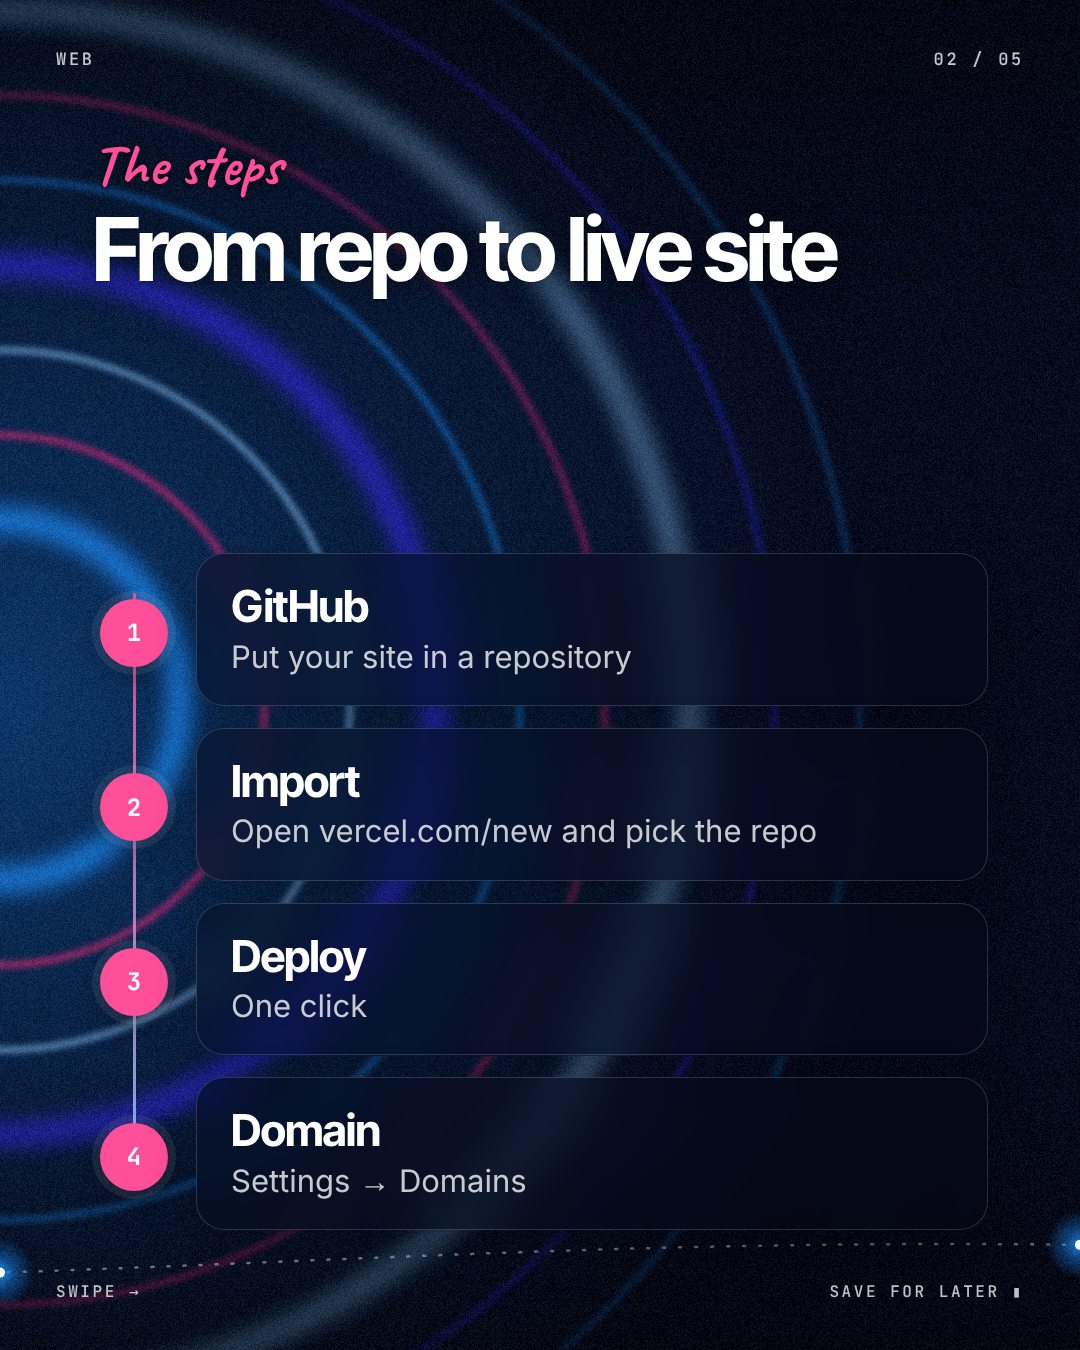 WEB
02 / 05
The steps
From repo to live site
1
GitHub
Put your site in a repository
2
Import
Open vercel.com/new and pick the repo
3
Deploy
One click
4
Domain
Settings → Domains
SWIPE →
SAVE FOR LATER ▮